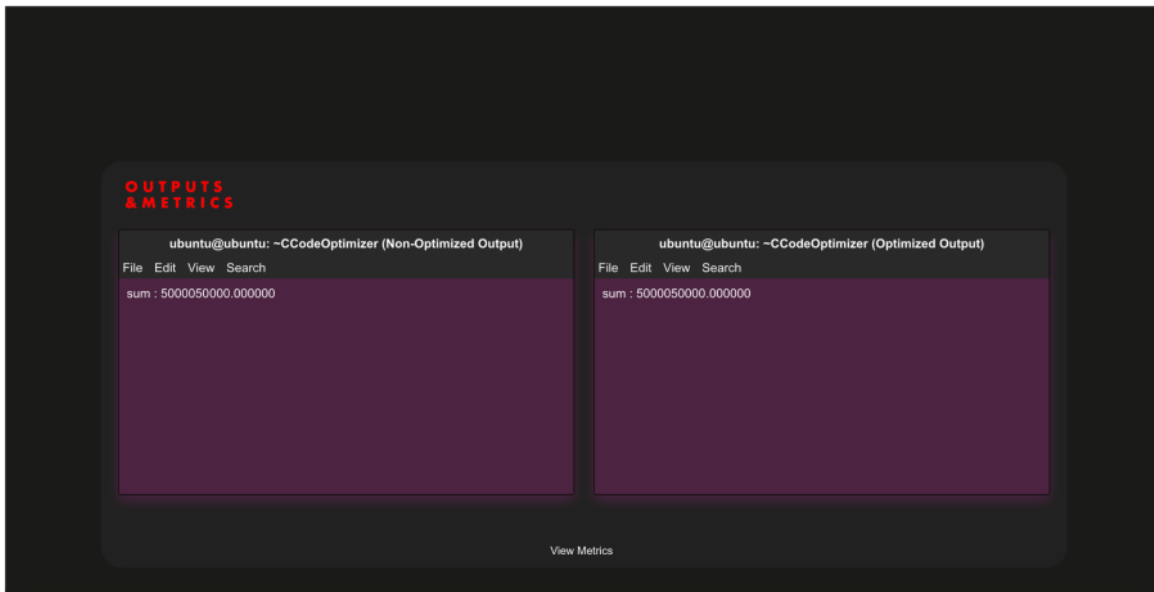 OUTPUTS
&METRICS
ubuntu@ubuntu: ~CCodeOptimizer (Non-Optimized Output)
File Edit View Search
sum : 5000050000.000000
ubuntu@ubuntu: ~CCodeOptimizer (Optimized Output)
File Edit View Search
sum : 5000050000.000000
View Metrics